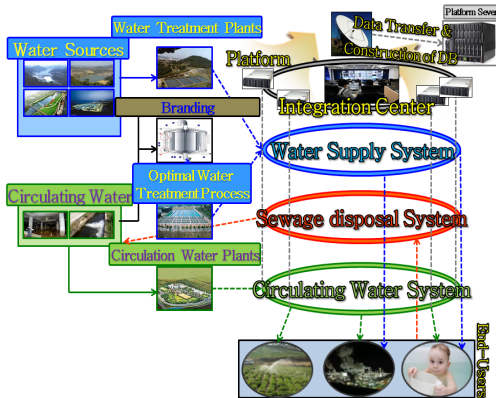 Water Treatment Plants
Water Sources
Data Transfer &
Construction of DB
Platform Sever
Platform
Integration Center
Branding
Water Supply System
Optimal Water
Treatment Process
Circulating Water
Sewage disposal System
Circulation Water Plants
Circulating Water System
End-Users